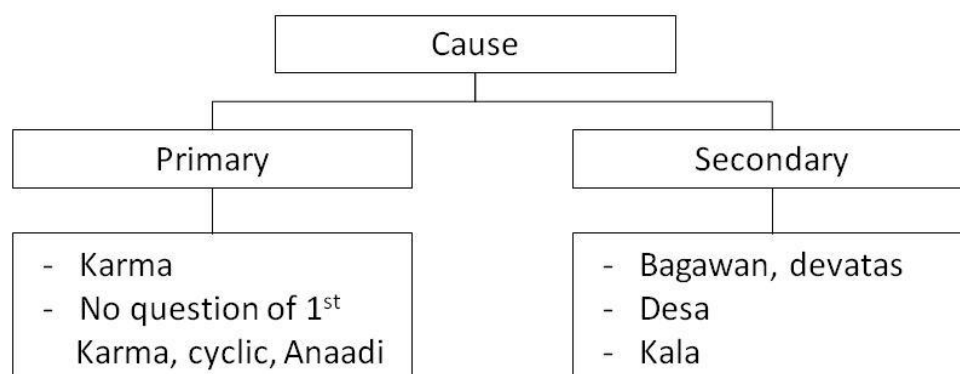 Cause
Primary
Secondary
- Karma
- No question of 1st
Karma, cyclic, Anaadi
- Bagawan, devatas
- Desa
- Kala